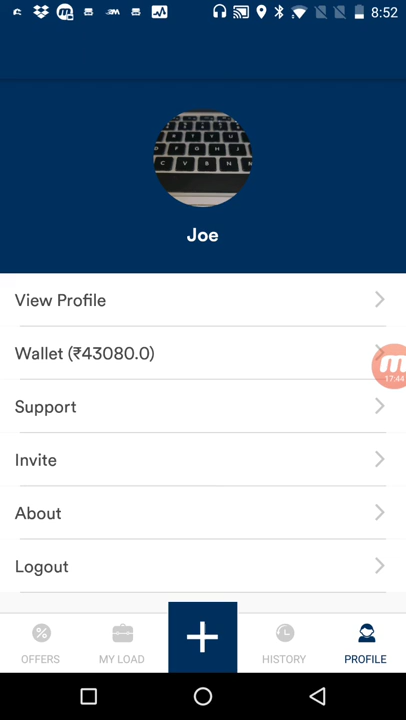 8:52
Joe
View Profile
Wallet (₹43080.0)
17:44
Support
Invite
About
Logout
OFFERS
MY LOAD
HISTORY
PROFILE